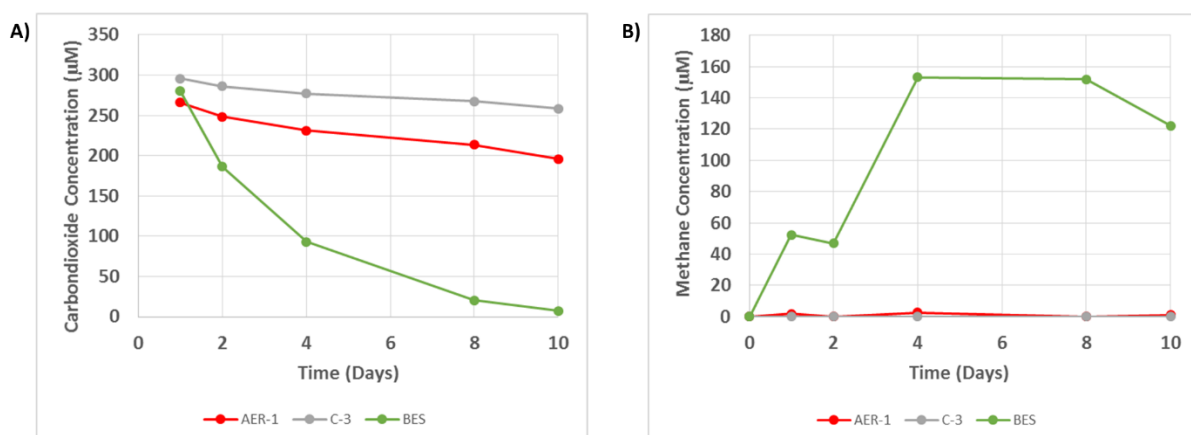 A)
Carbondioxide Concentration (µM)
350
300
250
200
150
100
50
0
0 2 4 6 8 10
Time (Days)
AER-1 C-3 BES
B)
Methane Concentration (µM)
180
160
140
120
100
80
60
40
20
0
0 2 4 6 8 10
Time (Days)
AER-1 C-3 BES